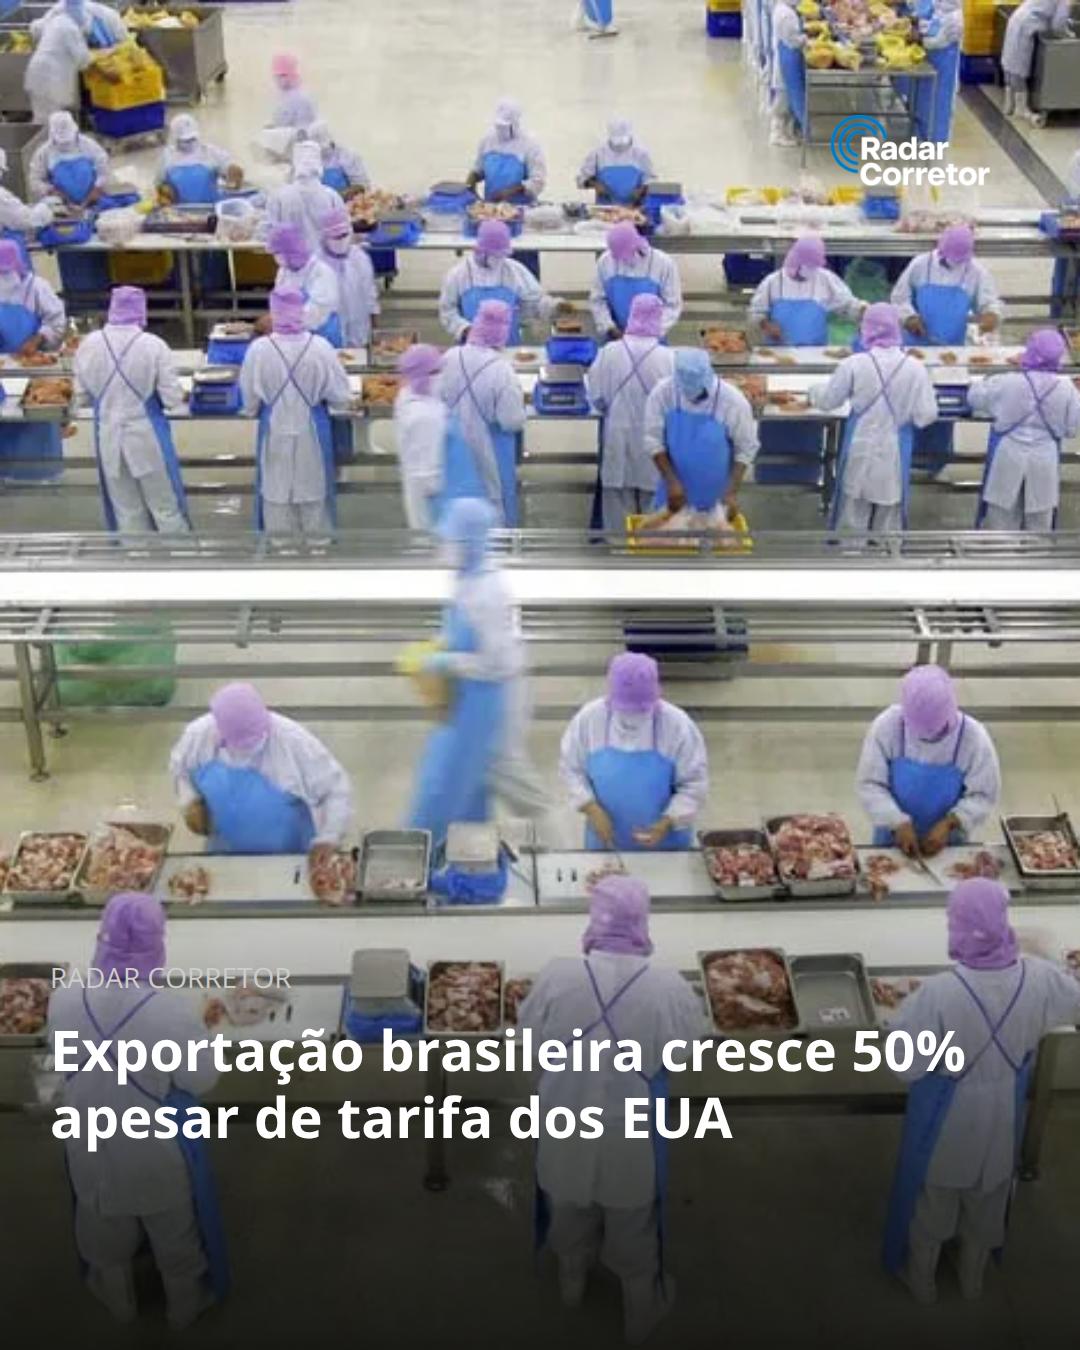 Radar
Corretor
RADAR CORRETOR
Exportação brasileira cresce 50%
apesar de tarifa dos EUA